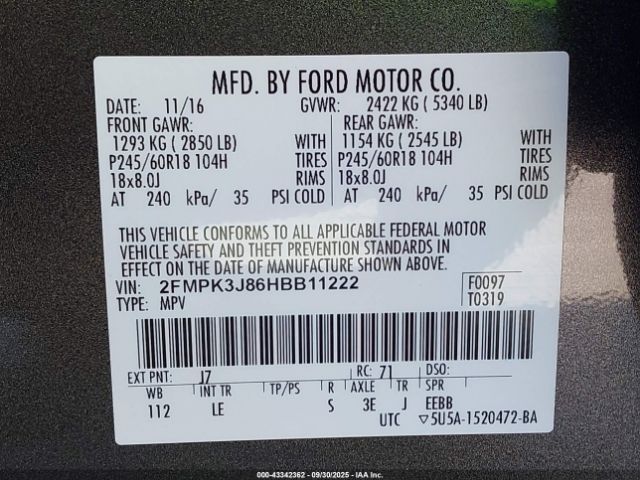 MFD. BY FORD MOTOR CO.
DATE: 11/16 GVWR: 2422 KG ( 5340 LB)
FRONT GAWR: REAR GAWR:
1293 KG ( 2850 LB) WITH 1154 KG ( 2545 LB) WITH
P245/60R18 104H TIRES P245/60R18 104H TIRES
18x8.0J RIMS 18x8.0J RIMS
AT 240 kPa/ 35 PSI COLD AT 240 kPa/ 35 PSI COLD
THIS VEHICLE CONFORMS TO ALL APPLICABLE FEDERAL MOTOR
VEHICLE SAFETY AND THEFT PREVENTION STANDARDS IN
EFFECT ON THE DATE OF MANUFACTURE SHOWN ABOVE.
VIN: 2FMPK3J86HBB11222 F0097
TYPE: MPV T0319
EXT PNT: J7 RC: 71 DSO:
WB INT TR TP/PS R AXLE TR SPR
112 LE S 3E J EEBB
UTC ▽5U5A-1520472-BA
000-43342362 | 09/30/2025 | IAA Inc.